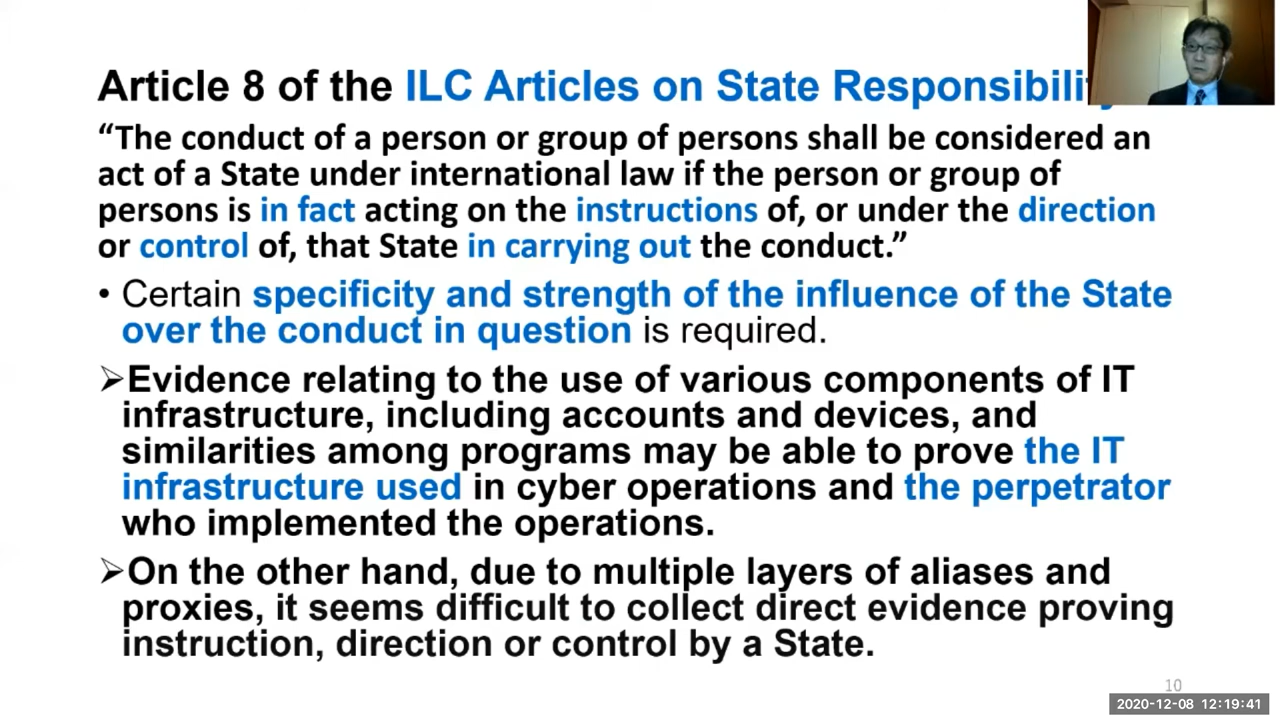 Article 8 of the ILC Articles on State Responsibility
“The conduct of a person or group of persons shall be considered an
act of a State under international law if the person or group of
persons is in fact acting on the instructions of, or under the direction
or control of, that State in carrying out the conduct.”
• Certain specificity and strength of the influence of the State
over the conduct in question is required.
➢Evidence relating to the use of various components of IT
infrastructure, including accounts and devices, and
similarities among programs may be able to prove the IT
infrastructure used in cyber operations and the perpetrator
who implemented the operations.
➢On the other hand, due to multiple layers of aliases and
proxies, it seems difficult to collect direct evidence proving
instruction, direction or control by a State.
10
2020-12-08 12:19:41